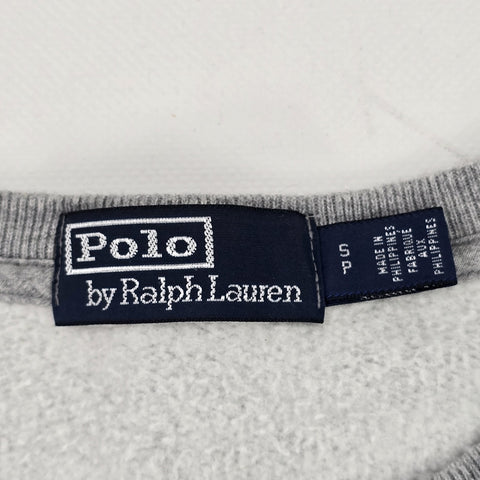 Polo
by Ralph Lauren
S
P
MADE IN
PHILIPPINES
FABRIQUE
AUX
PHILIPPINES